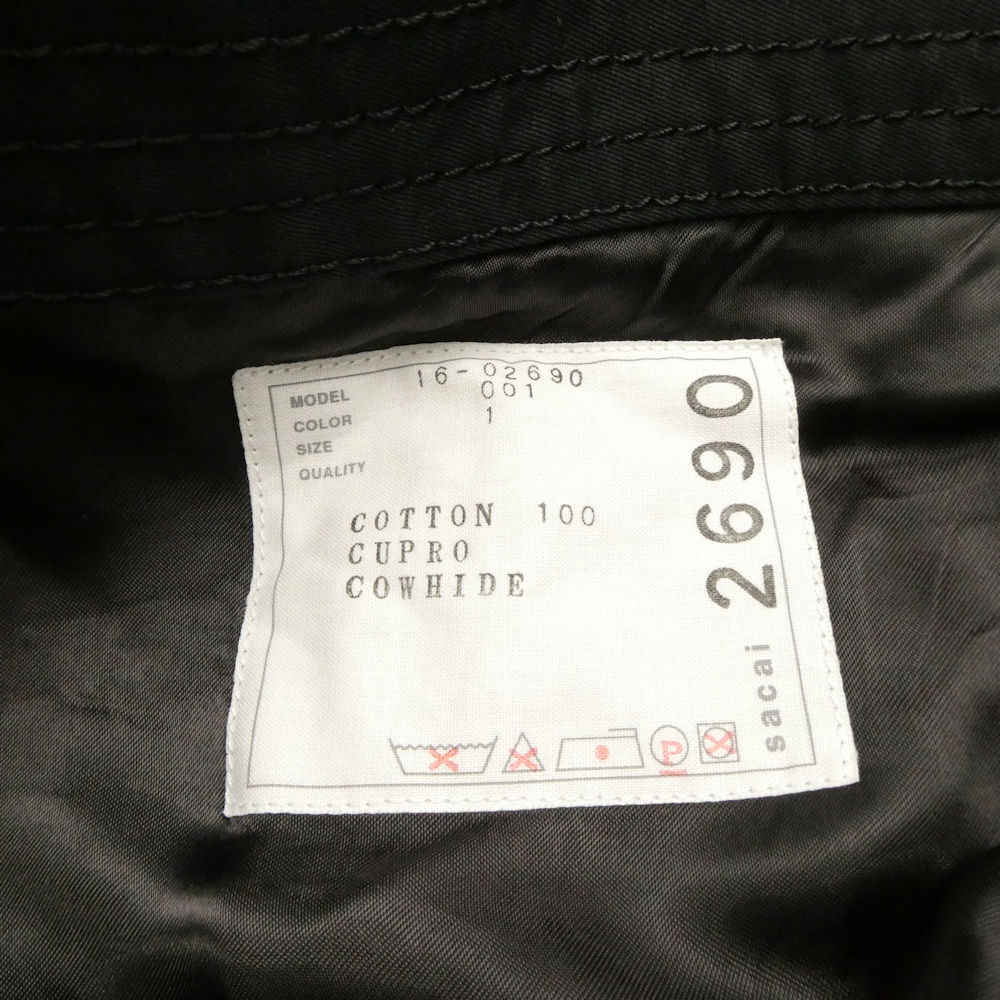 MODEL 16-02690
COLOR 001
SIZE 1
QUALITY
COTTON 100
CUPRO
COWHIDE
P
sacai 2690